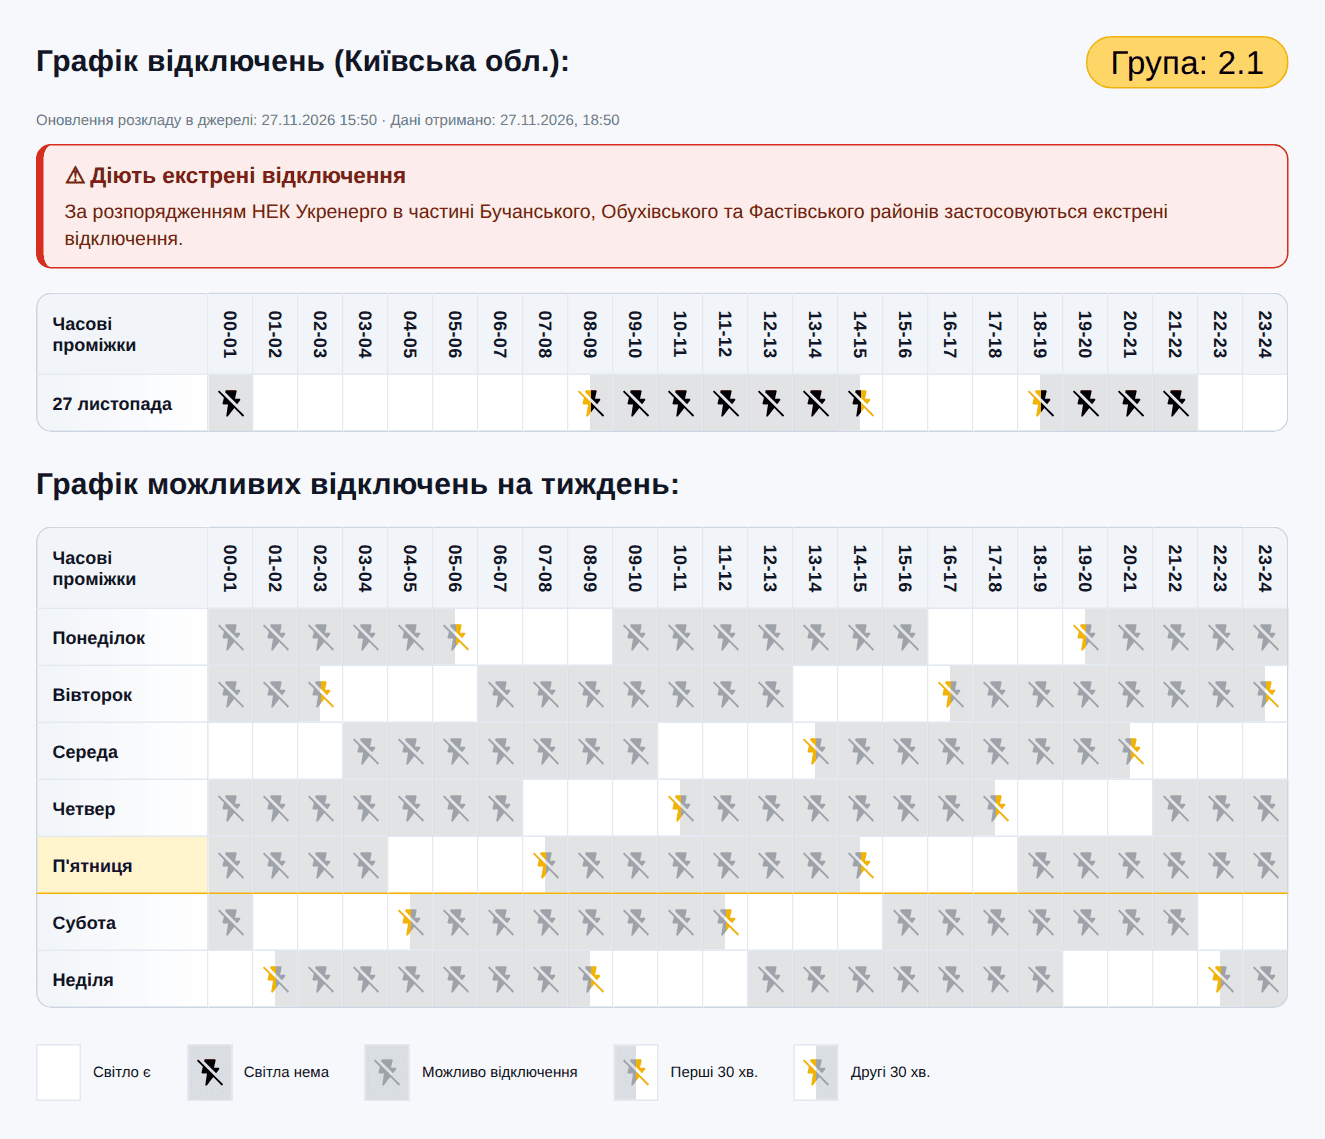 Графік відключень (Київська обл.):
Група: 2.1
Оновлення розкладу в джерелі: 27.11.2026 15:50 · Дані отримано: 27.11.2026, 18:50
⚠ Діють екстрені відключення
За розпорядженням НЕК Укренерго в частині Бучанського, Обухівського та Фастівського районів застосовуються екстрені
відключення.
Часові
проміжки
00-01 01-02 02-03 03-04 04-05 05-06 06-07 07-08 08-09 09-10 10-11 11-12 12-13 13-14 14-15 15-16 16-17 17-18 18-19 19-20 20-21 21-22 22-23 23-24
27 листопада
Графік можливих відключень на тиждень:
Часові
проміжки
00-01 01-02 02-03 03-04 04-05 05-06 06-07 07-08 08-09 09-10 10-11 11-12 12-13 13-14 14-15 15-16 16-17 17-18 18-19 19-20 20-21 21-22 22-23 23-24
Понеділок
Вівторок
Середа
Четвер
П'ятниця
Субота
Неділя
Світло є
Світла нема
Можливо відключення
Перші 30 хв.
Другі 30 хв.